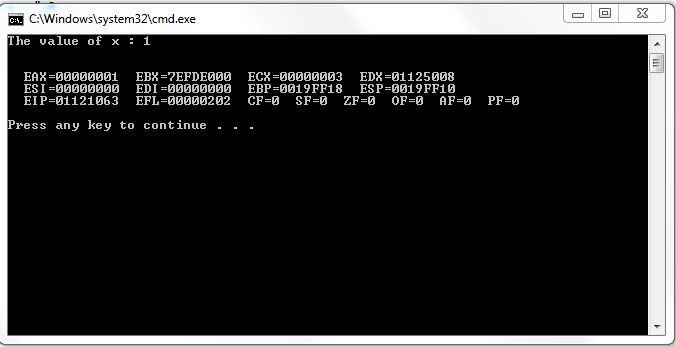 C:\Windows\system32\cmd.exe
The value of x : 1
EAX=00000001 EBX=7EFDE000 ECX=00000003 EDX=01125008
ESI=00000000 EDI=00000000 EBP=0019FF18 ESP=0019FF10
EIP=01121063 EFL=00000202 CF=0 SF=0 ZF=0 OF=0 AF=0 PF=0
Press any key to continue . . .